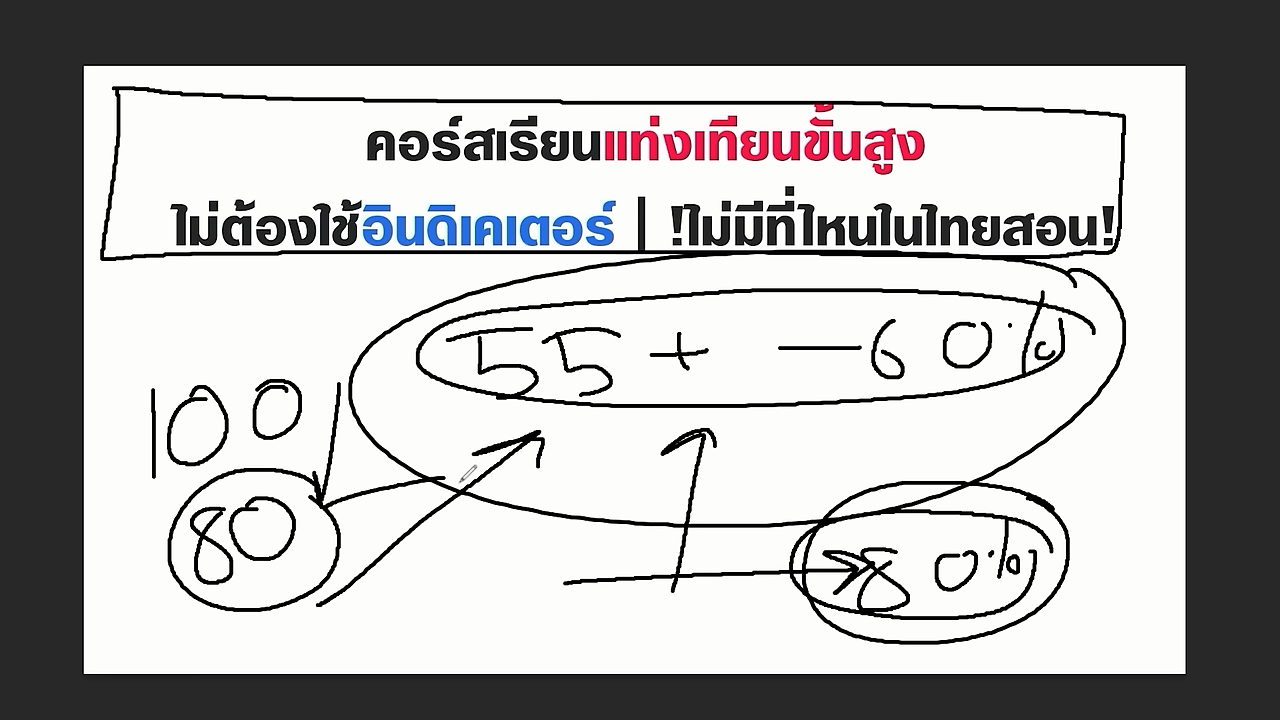 คอร์สเรียนแท่งเทียนขั้นสูง
ไม่ต้องใช้อินดิเคเตอร์ | !ไม่มีที่ไหนในไทยสอน!
55 + — 60%
100
80
80%